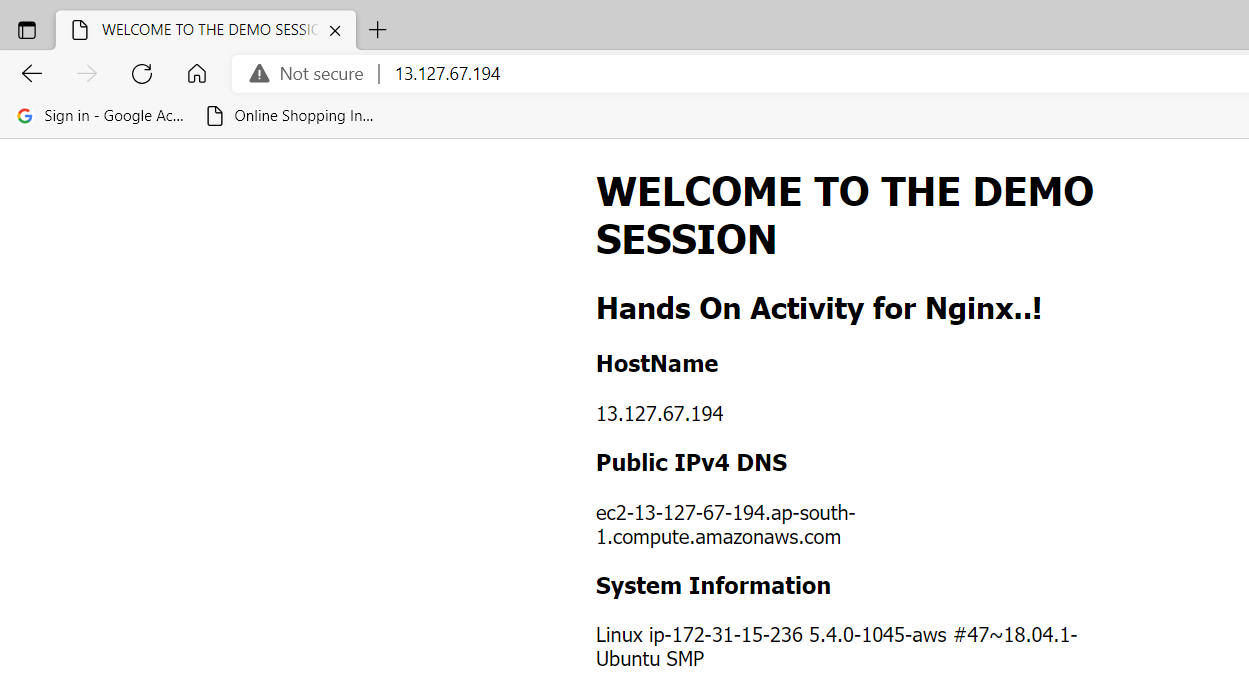 WELCOME TO THE DEMO SESSI
Not secure | 13.127.67.194
Sign in - Google Ac... Online Shopping In...
WELCOME TO THE DEMO
SESSION
Hands On Activity for Nginx..!
HostName
13.127.67.194
Public IPv4 DNS
ec2-13-127-67-194.ap-south-
1.compute.amazonaws.com
System Information
Linux ip-172-31-15-236 5.4.0-1045-aws #47~18.04.1-
Ubuntu SMP